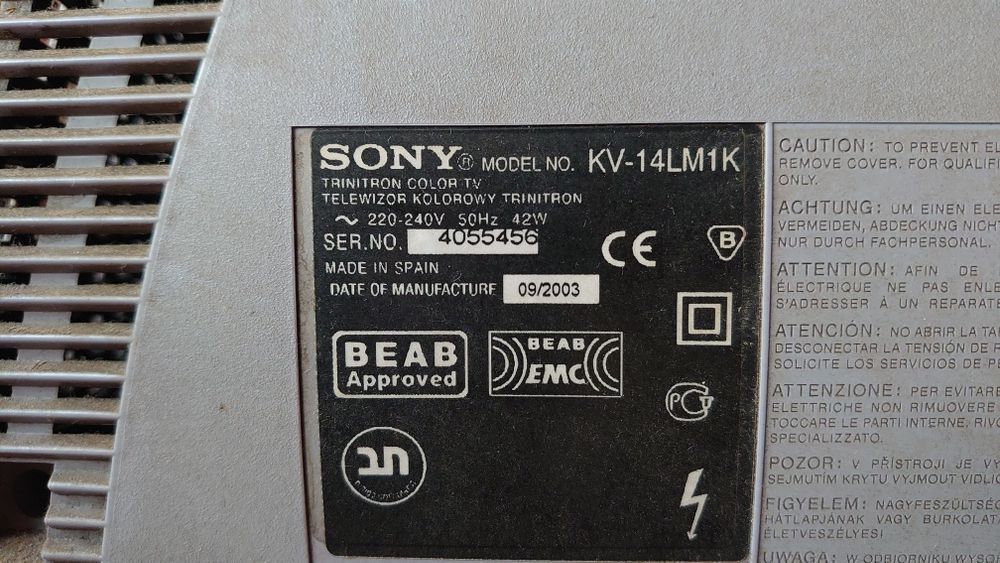 SONY® MODEL NO. KV-14LM1K
TRINITRON COLOR TV
TELEWIZOR KOLOROWY TRINITRON
~ 220-240V 50Hz 42W
SER.NO. 4055456
MADE IN SPAIN
DATE OF MANUFACTURE 09/2003
CE
B
BEAB
Approved
BEAB
EMC
PC
תו
CAUTION: TO PREVENT EL
REMOVE COVER. FOR QUALIF
ONLY.
ACHTUNG: UM EINEN ELE
VERMEIDEN, ABDECKUNG NICHT
NUR DURCH FACHPERSONAL.
ATTENTION: AFIN DE
ÉLECTRIQUE NE PAS ENLE
S'ADRESSER À UN REPARATE
ATENCIÓN: NO ABRIR LA TA
DESCONECTAR LA TENSIÓN DE R
SOLICITE LOS SERVICIOS DE P
ATTENZIONE: PER EVITARE
ELETTRICHE NON RIMUOVERE
TOCCARE LE PARTI INTERNE, RIVO
SPECIALIZZATO.
POZOR: V PŘÍSTROJI JE VY
SEJMUTÍM KRYTU VYJMOUT VIDLIC
FIGYELEM: NAGYFESZÜLTSÉG
HÁTLAPJÁNAK VAGY BURKOLAT
ÉLETVESZÉLYES!
UWAGA: W ODBIORNIKU WYSO